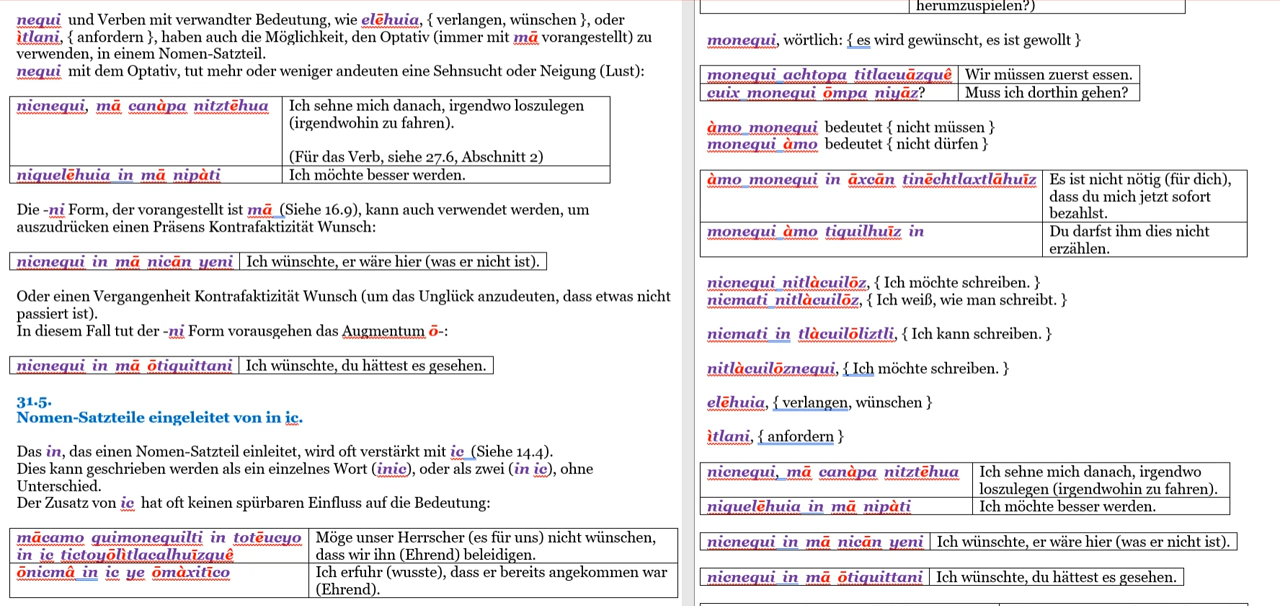 nequi und Verben mit verwandter Bedeutung, wie elēhuia, { verlangen, wünschen }, oder
ìtlani, { anfordern }, haben auch die Möglichkeit, den Optativ (immer mit mā vorangestellt) zu
verwenden, in einem Nomen-Satzteil.
nequi mit dem Optativ, tut mehr oder weniger andeuten eine Sehnsucht oder Neigung (Lust):
nicnequi, mā canàpa nitztēhua Ich sehne mich danach, irgendwo loszulegen
(irgendwohin zu fahren).
(Für das Verb, siehe 27.6, Abschnitt 2)
niquelēhuia in mā nipàti Ich möchte besser werden.
Die -ni Form, der vorangestellt ist mā (Siehe 16.9), kann auch verwendet werden, um
auszudrücken einen Präsens Kontrafaktizität Wunsch:
nicnequi in mā nicān yeni Ich wünschte, er wäre hier (was er nicht ist).
Oder einen Vergangenheit Kontrafaktizität Wunsch (um das Unglück anzudeuten, dass etwas nicht
passiert ist).
In diesem Fall tut der -ni Form vorausgehen das Augmentum ō-:
nicnequi in mā ōtiquittani Ich wünschte, du hättest es gesehen.
31.5.
Nomen-Satzteile eingeleitet von in ic.
Das in, das einen Nomen-Satzteil einleitet, wird oft verstärkt mit ic (Siehe 14.4).
Dies kann geschrieben werden als ein einzelnes Wort (inic), oder als zwei (in ic), ohne
Unterschied.
Der Zusatz von ic hat oft keinen spürbaren Einfluss auf die Bedeutung:
mācamo quimonequilti in totēucyo Möge unser Herrscher (es für uns) nicht wünschen,
in ic tictoyōlìtlacalhuīzquê dass wir ihn (Ehrend) beleidigen.
ōnicmâ in ic ye ōmàxitīco Ich erfuhr (wusste), dass er bereits angekommen war
(Ehrend).
herumzuspielen?)
monequi, wörtlich: { es wird gewünscht, es ist gewollt }
monequi achtopa titlacuāzquê Wir müssen zuerst essen.
cuix monequi ōmpa niyāz? Muss ich dorthin gehen?
àmo monequi bedeutet { nicht müssen }
monequi àmo bedeutet { nicht dürfen }
àmo monequi in āxcān tinēchtlaxtlāhuīz Es ist nicht nötig (für dich),
dass du mich jetzt sofort
bezahlst.
monequi àmo tiquilhuīz in Du darfst ihm dies nicht
erzählen.
nicnequi nitlàcuilōz, { Ich möchte schreiben. }
nicmati nitlàcuilōz, { Ich weiß, wie man schreibt. }
nicmati in tlàcuilōliztli, { Ich kann schreiben. }
nitlàcuilōznequi, { Ich möchte schreiben. }
elēhuia, { verlangen, wünschen }
ìtlani, { anfordern }
nicnequi, mā canàpa nitztēhua Ich sehne mich danach, irgendwo
loszulegen (irgendwohin zu fahren).
niquelēhuia in mā nipàti Ich möchte besser werden.
nicnequi in mā nicān yeni Ich wünschte, er wäre hier (was er nicht ist).
nicnequi in mā ōtiquittani Ich wünschte, du hättest es gesehen.